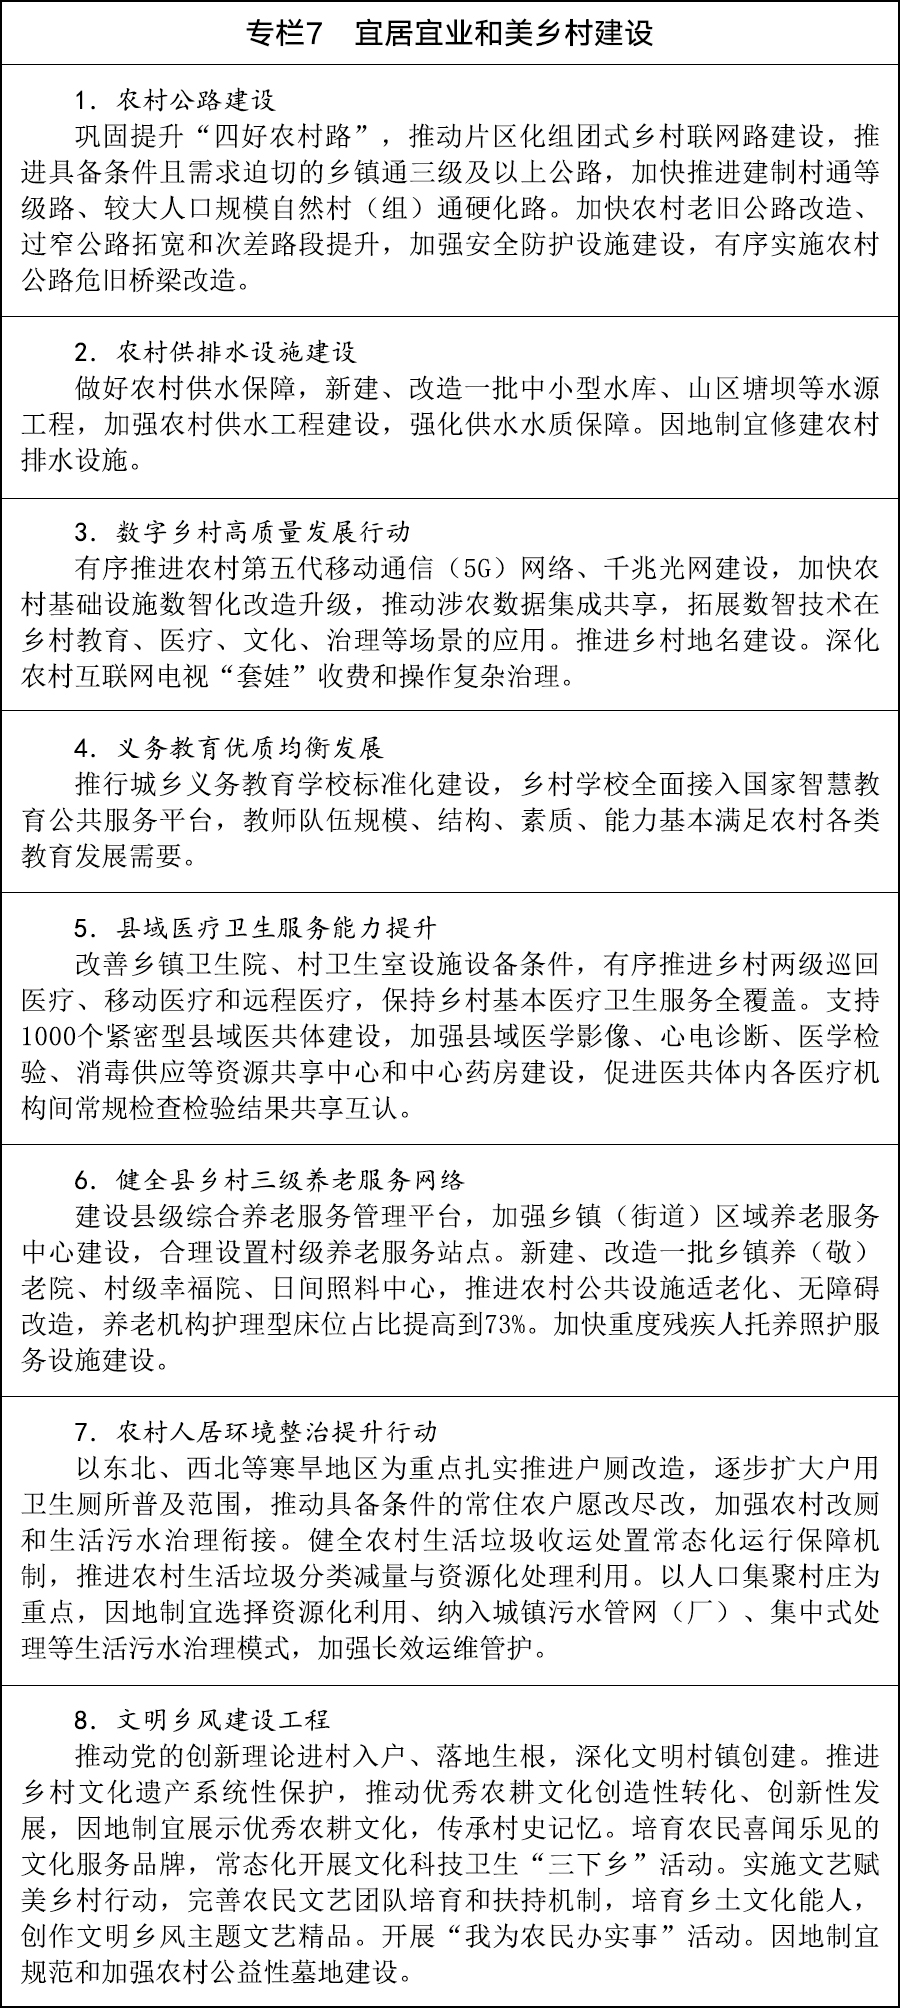 专栏7　宜居宜业和美乡村建设
1. 农村公路建设
巩固提升“四好农村路”，推动片区化组团式乡村联网路建设，推
进具备条件且需求迫切的乡镇通三级及以上公路，加快推进建制村通等
级路、较大人口规模自然村（组）通硬化路。加快农村老旧公路改造、
过窄公路拓宽和次差路段提升，加强安全防护设施建设，有序实施农村
公路危旧桥梁改造。
2. 农村供排水设施建设
做好农村供水保障，新建、改造一批中小型水库、山区塘坝等水源
工程，加强农村供水工程建设，强化供水水质保障。因地制宜修建农村
排水设施。
3. 数字乡村高质量发展行动
有序推进农村第五代移动通信（5G）网络、千兆光网建设，加快农
村基础设施数智化改造升级，推动涉农数据集成共享，拓展数智技术在
乡村教育、医疗、文化、治理等场景的应用。推进乡村地名建设。深化
农村互联网电视“套娃”收费和操作复杂治理。
4. 义务教育优质均衡发展
推行城乡义务教育学校标准化建设，乡村学校全面接入国家智慧教
育公共服务平台，教师队伍规模、结构、素质、能力基本满足农村各类
教育发展需要。
5. 县域医疗卫生服务能力提升
改善乡镇卫生院、村卫生室设施设备条件，有序推进乡村两级巡回
医疗、移动医疗和远程医疗，保持乡村基本医疗卫生服务全覆盖。支持
1000个紧密型县域医共体建设，加强县域医学影像、心电诊断、医学检
验、消毒供应等资源共享中心和中心药房建设，促进医共体内各医疗机
构间常规检查检验结果共享互认。
6. 健全县乡村三级养老服务网络
建设县级综合养老服务管理平台，加强乡镇（街道）区域养老服务
中心建设，合理设置村级养老服务站点。新建、改造一批乡镇养（敬）
老院、村级幸福院、日间照料中心，推进农村公共设施适老化、无障碍
改造，养老机构护理型床位占比提高到73%。加快重度残疾人托养照护服
务设施建设。
7. 农村人居环境整治提升行动
以东北、西北等寒旱地区为重点扎实推进户厕改造，逐步扩大户用
卫生厕所普及范围，推动具备条件的常住农户愿改尽改，加强农村改厕
和生活污水治理衔接。健全农村生活垃圾收运处置常态化运行保障机
制，推进农村生活垃圾分类减量与资源化处理利用。以人口集聚村庄为
重点，因地制宜选择资源化利用、纳入城镇污水管网（厂）、集中式处
理等生活污水治理模式，加强长效运维管护。
8. 文明乡风建设工程
推动党的创新理论进村入户、落地生根，深化文明村镇创建。推进
乡村文化遗产系统性保护，推动优秀农耕文化创造性转化、创新性发
展，因地制宜展示优秀农耕文化，传承村史记忆。培育农民喜闻乐见的
文化服务品牌，常态化开展文化科技卫生“三下乡”活动。实施文艺赋
美乡村行动，完善农民文艺团队培育和扶持机制，培育乡土文化能人，
创作文明乡风主题文艺精品。开展“我为农民办实事”活动。因地制宜
规范和加强农村公益性墓地建设。